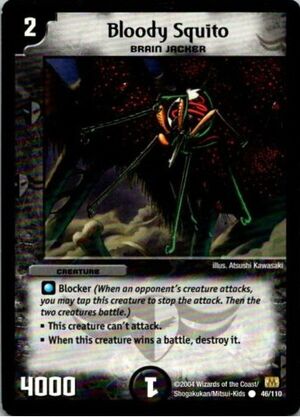 2
Bloody Squito
BRAIN JACKER
illus. Atsushi Kawasaki
CREATURE
Blocker (When an opponent's creature attacks,
you may tap this creature to stop the attack. Then the
two creatures battle.)
▪ This creature can't attack.
▪ When this creature wins a battle, destroy it.
4000
1
©2004 Wizards of the Coast/
Shogakukan/Mitsui-Kids
46/110